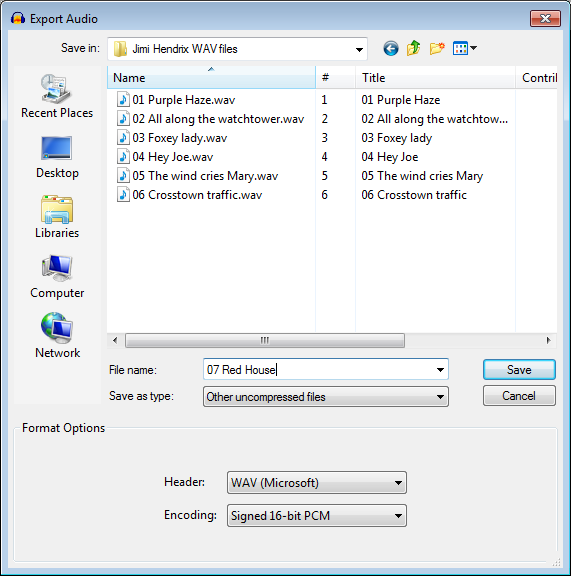 Export Audio
Save in: Jimi Hendrix WAV files
Name # Title Contril
01 Purple Haze.wav 1 01 Purple Haze
02 All along the watchtower.wav 2 02 All along the watchtow...
03 Foxey lady.wav 3 03 Foxey lady
04 Hey Joe.wav 4 04 Hey Joe
05 The wind cries Mary.wav 5 05 The wind cries Mary
06 Crosstown traffic.wav 6 06 Crosstown traffic
Recent Places
Desktop
Libraries
Computer
Network
File name: 07 Red House Save
Save as type: Other uncompressed files Cancel
Format Options
Header: WAV (Microsoft)
Encoding: Signed 16-bit PCM